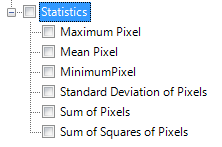 Statistics
Maximum Pixel
Mean Pixel
MinimumPixel
Standard Deviation of Pixels
Sum of Pixels
Sum of Squares of Pixels